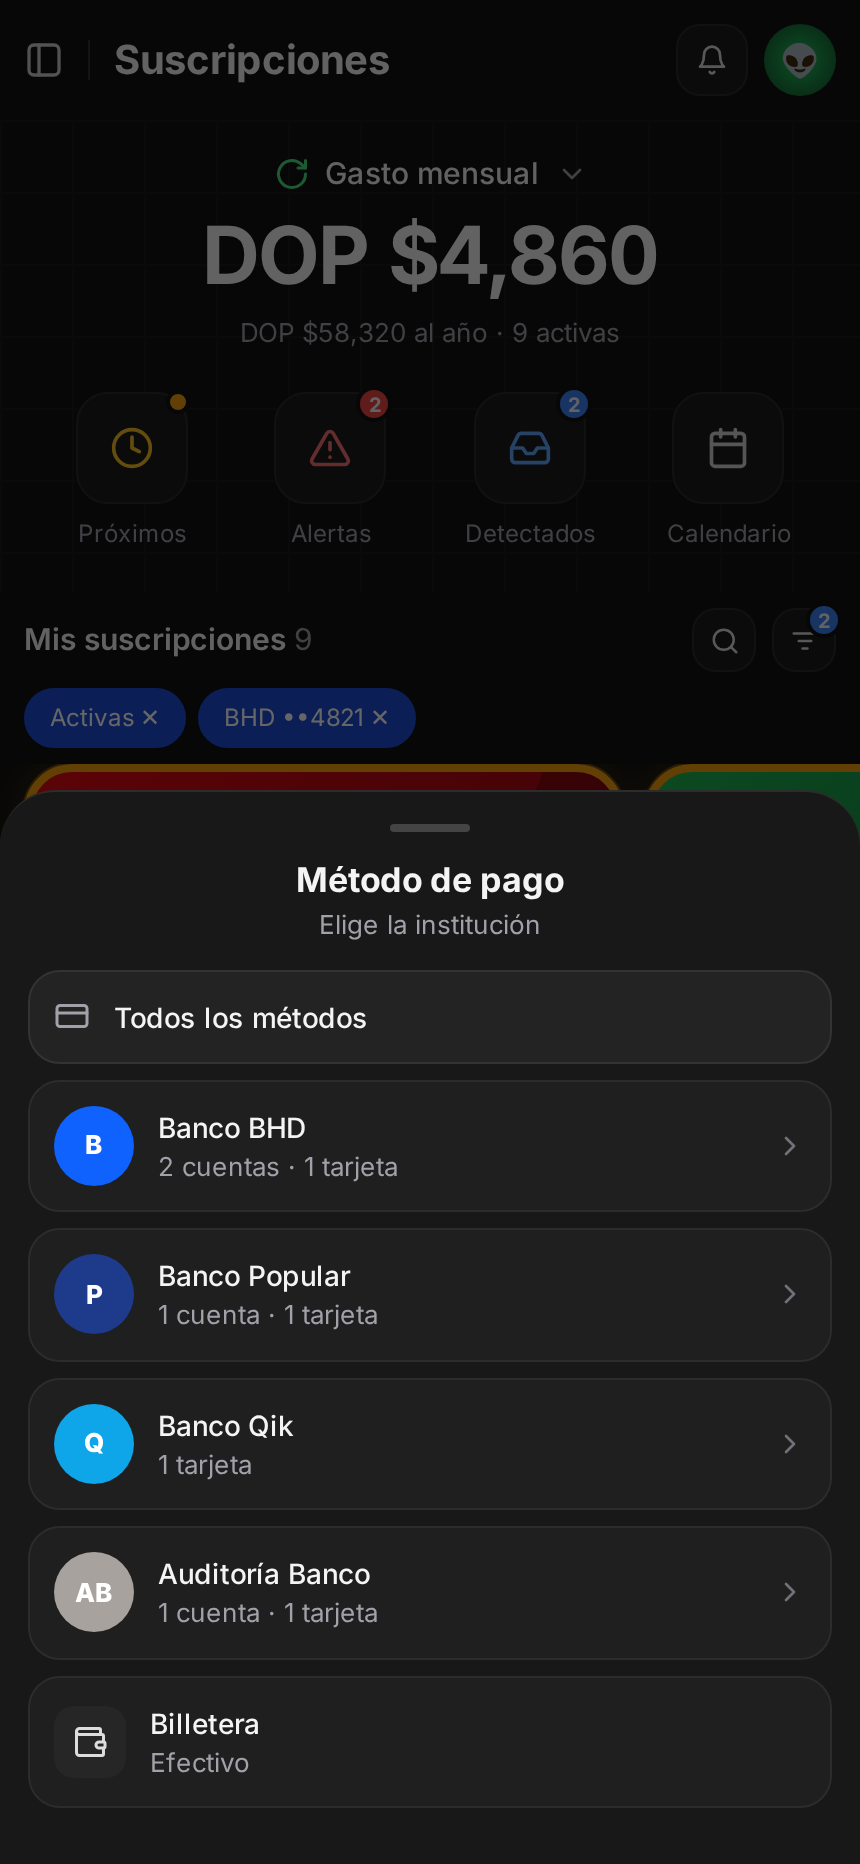 Suscripciones
Gasto mensual
DOP $4,860
DOP $58,320 al año · 9 activas
2
2
Próximos
Alertas
Detectados
Calendario
Mis suscripciones 9
2
Activas ✕
BHD ••4821 ✕
Método de pago
Elige la institución
Todos los métodos
B
Banco BHD
2 cuentas · 1 tarjeta
P
Banco Popular
1 cuenta · 1 tarjeta
Q
Banco Qik
1 tarjeta
AB
Auditoría Banco
1 cuenta · 1 tarjeta
Billetera
Efectivo